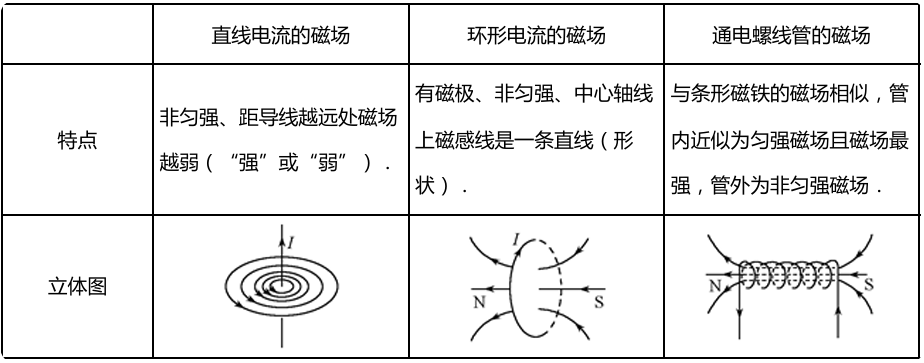 直线电流的磁场 环形电流的磁场 通电螺线管的磁场
特点
非匀强、距导线越远处磁场
越弱（“强”或“弱”）．
有磁极、非匀强、中心轴线
上磁感线是一条直线（形
状）．
与条形磁铁的磁场相似，管
内近似为匀强磁场且磁场最
强，管外为非匀强磁场．
立体图
I
I
N S
N S